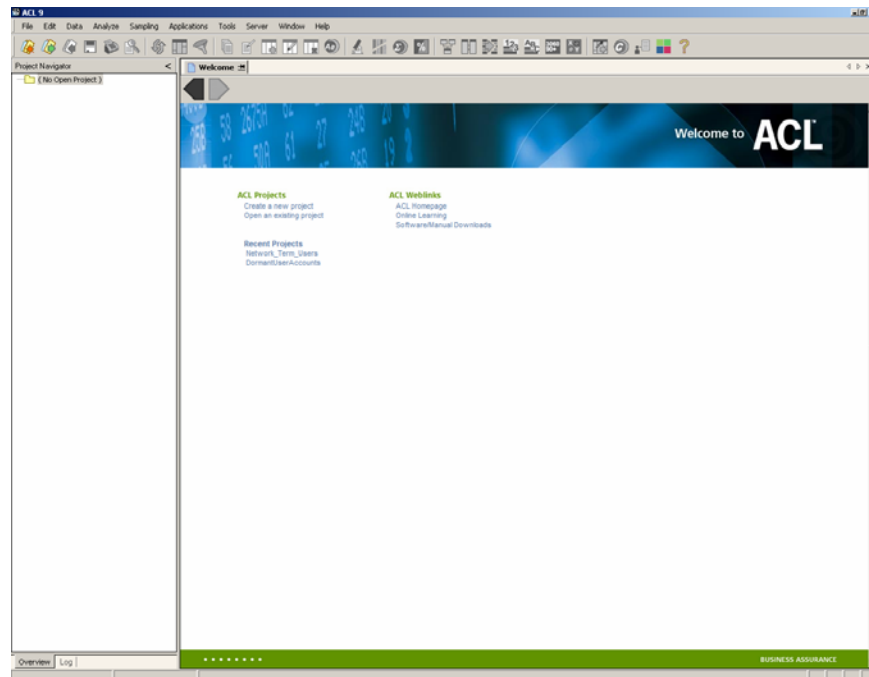 ACL 9
File Edit Data Analyze Sampling Applications Tools Server Window Help
Project Navigator <
Welcome
( No Open Project )
Welcome to ACL
ACL Projects
Create a new project
Open an existing project
Recent Projects
Network_Term_Users
DormantUserAccounts
ACL Weblinks
ACL Homepage
Online Learning
Software/Manual Downloads
Overview Log
BUSINESS ASSURANCE